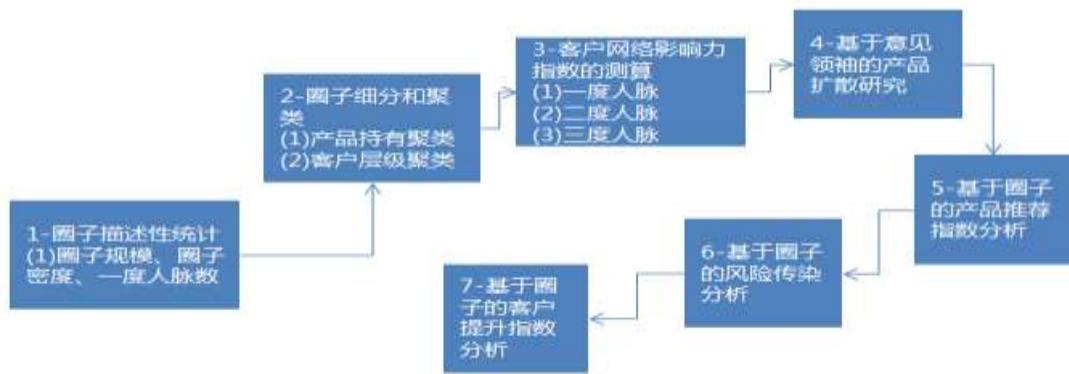 1-圈子描述性统计
(1)圈子规模、圈子
密度、一度人脉数
2-圈子细分和聚
类
(1)产品持有聚类
(2)客户层级聚类
3-客户网络影响力
指数的测算
(1)一度人脉
(2)二度人脉
(3)三度人脉
4-基于意见
领袖的产品
扩散研究
5-基于圈子
的产品推荐
指数分析
6-基于圈子
的风险传染
分析
7-基于圈
子的客户
提升指数
分析